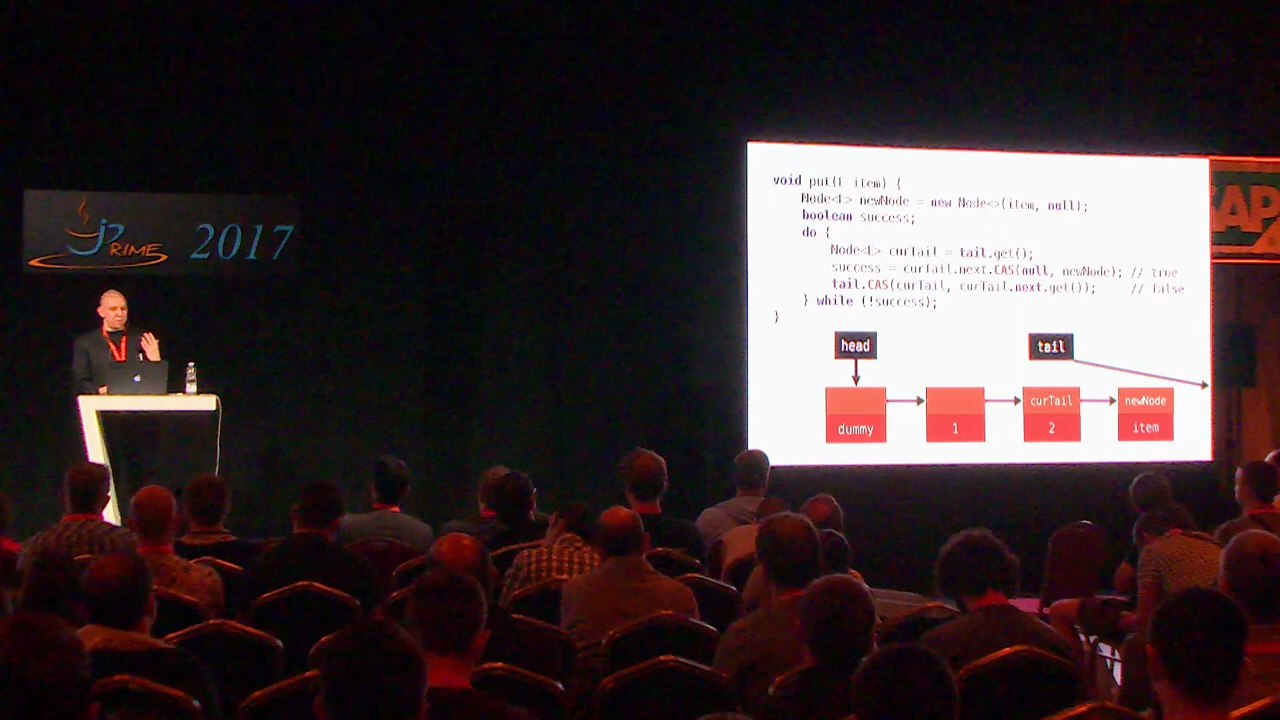 JPRIME 2017
SAP
void put(E item) {
Node<E> newNode = new Node<>(item, null);
boolean success;
do {
Node<E> curTail = tail.get();
success = curTail.next.CAS(null, newNode); // true
tail.CAS(curTail, curTail.next.get()); // false
} while (!success);
}
head
tail
curTail
newNode
dummy
1
2
item